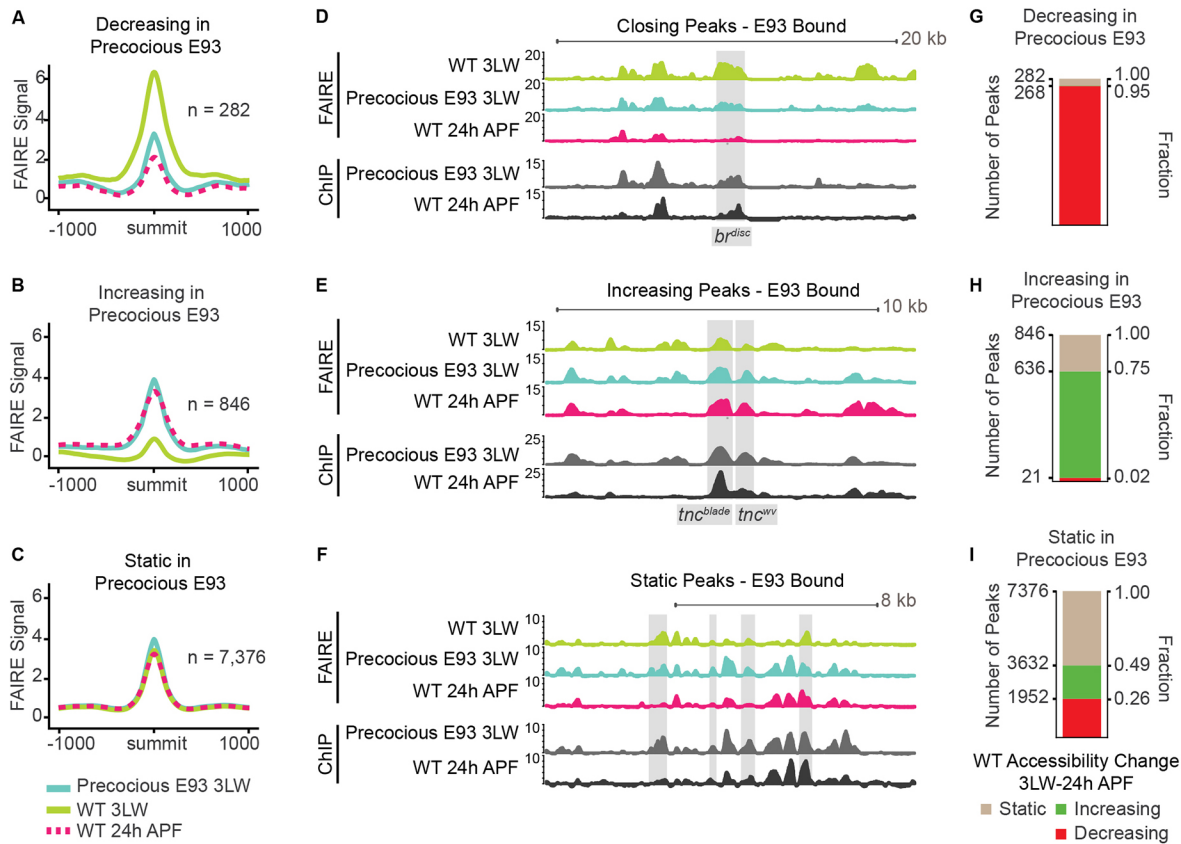 A
Decreasing in
Precocious E93
FAIRE Signal
6
4
2
0
n = 282
-1000
summit
1000
B
Increasing in
Precocious E93
FAIRE Signal
6
4
2
0
n = 846
-1000
summit
1000
C
Static in
Precocious E93
FAIRE Signal
6
4
2
0
n = 7,376
-1000
summit
1000
Precocious E93 3LW
WT 3LW
WT 24h APF
D
Closing Peaks - E93 Bound
20 kb
FAIRE
WT 3LW
20
Precocious E93 3LW
20
WT 24h APF
20
ChIP
Precocious E93 3LW
15
WT 24h APF
15
br disc
E
Increasing Peaks - E93 Bound
10 kb
FAIRE
WT 3LW
15
Precocious E93 3LW
15
WT 24h APF
15
ChIP
Precocious E93 3LW
25
WT 24h APF
25
tnc blade
tnc wv
F
Static Peaks - E93 Bound
8 kb
FAIRE
WT 3LW
10
Precocious E93 3LW
10
WT 24h APF
10
ChIP
Precocious E93 3LW
10
WT 24h APF
10
G
Decreasing in
Precocious E93
Number of Peaks
282
268
1.00
0.95
Fraction
H
Increasing in
Precocious E93
Number of Peaks
846
636
21
1.00
0.75
0.02
Fraction
I
Static in
Precocious E93
Number of Peaks
7376
3632
1952
1.00
0.49
0.26
Fraction
WT Accessibility Change
3LW-24h APF
Static
Increasing
Decreasing